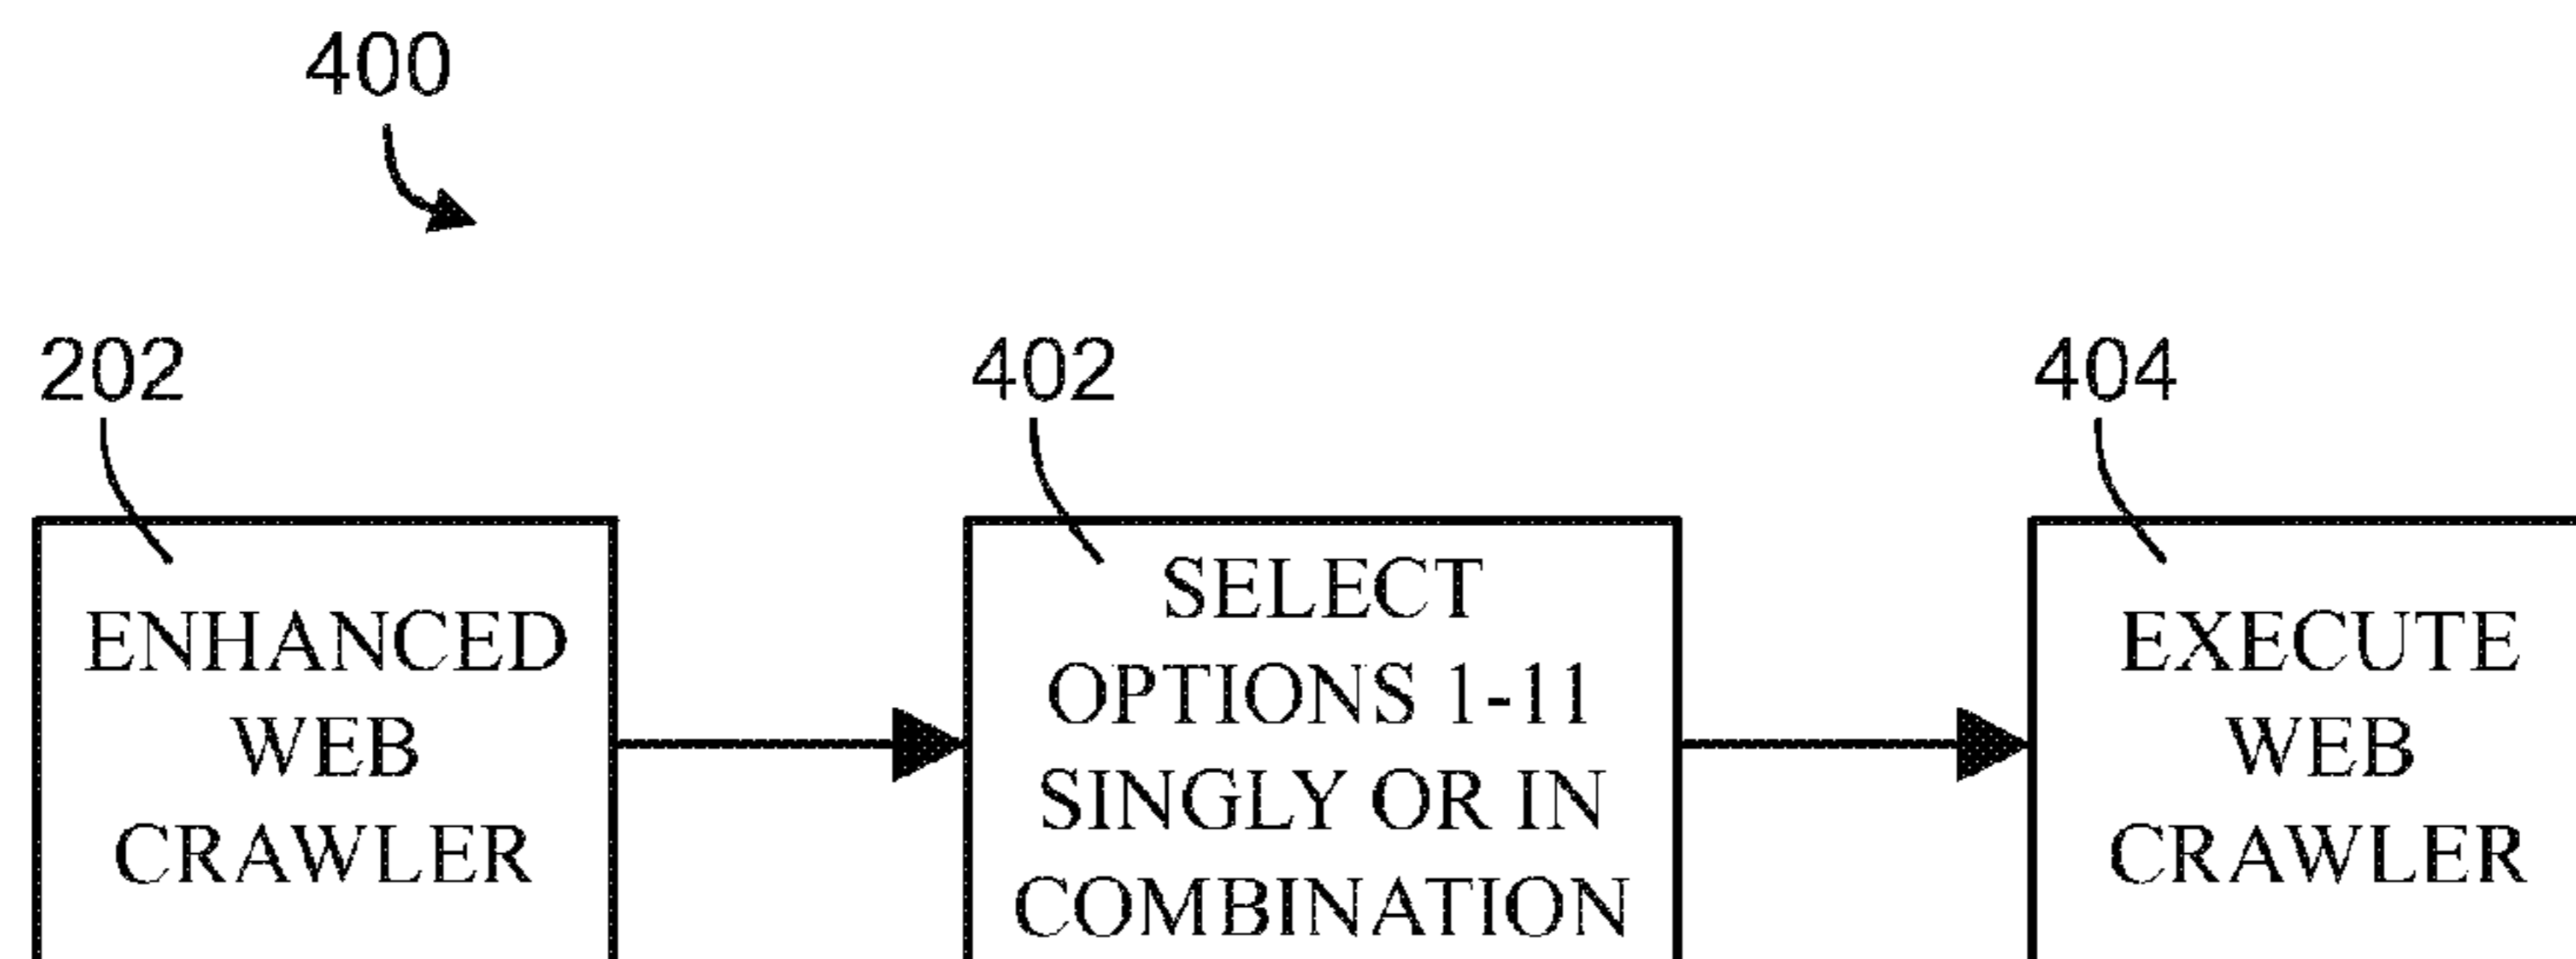 400
202
402
404
ENHANCED
WEB
CRAWLER
SELECT
OPTIONS 1-11
SINGLY OR IN
COMBINATION
EXECUTE
WEB
CRAWLER